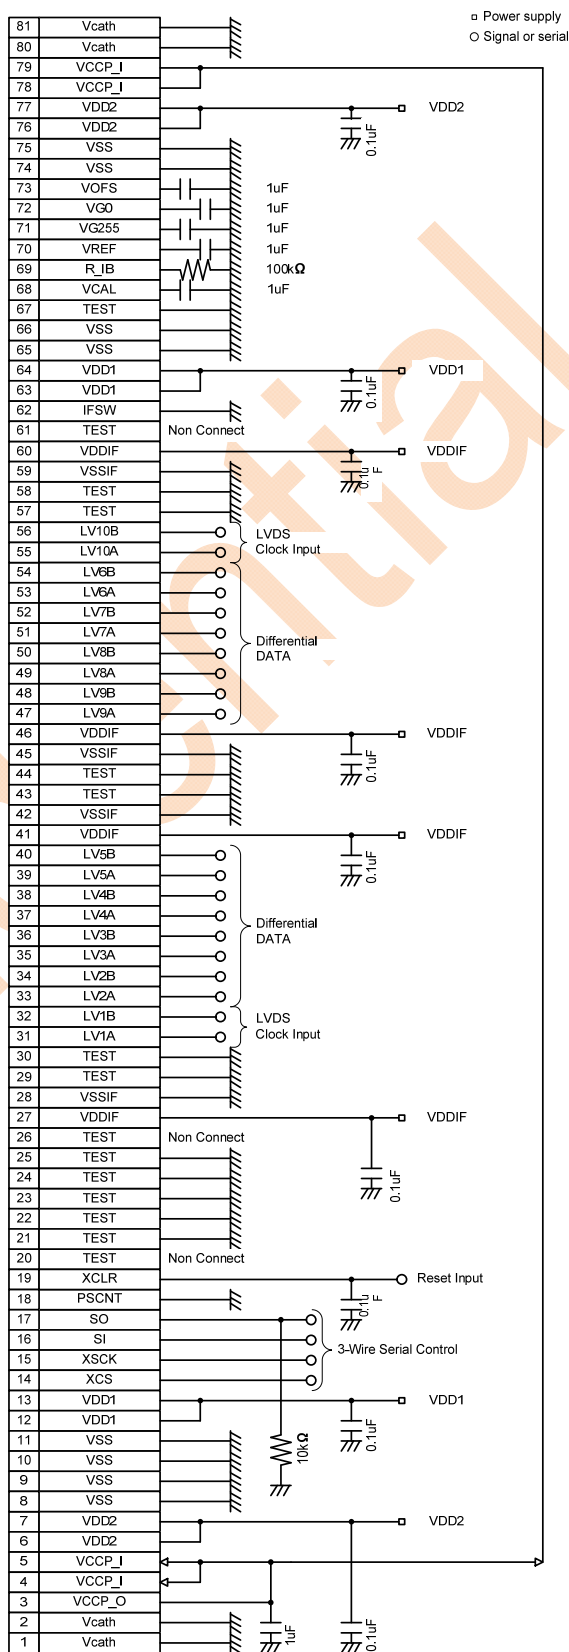 □ Power supply
○ Signal or serial
81 Vcath
80 Vcath
79 VCCP_I
78 VCCP_I
77 VDD2 VDD2
76 VDD2 0.1uF
75 VSS
74 VSS
73 VOFS 1uF
72 VG0 1uF
71 VG255 1uF
70 VREF 1uF
69 R_IB 100kΩ
68 VCAL 1uF
67 TEST
66 VSS
65 VSS
64 VDD1 VDD1
63 VDD1 0.1uF
62 IFSW
61 TEST Non Connect
60 VDDIF VDDIF
59 VSSIF 0.1uF
58 TEST
57 TEST
56 LV10B LVDS
55 LV10A Clock Input
54 LV6B
53 LV6A
52 LV7B
51 LV7A Differential
50 LV8B DATA
49 LV8A
48 LV9B
47 LV9A
46 VDDIF VDDIF
45 VSSIF 0.1uF
44 TEST
43 TEST
42 VSSIF
41 VDDIF VDDIF
40 LV5B 0.1uF
39 LV5A
38 LV4B
37 LV4A Differential
36 LV3B DATA
35 LV3A
34 LV2B
33 LV2A
32 LV1B LVDS
31 LV1A Clock Input
30 TEST
29 TEST
28 VSSIF
27 VDDIF VDDIF
26 TEST Non Connect
25 TEST
24 TEST 0.1uF
23 TEST
22 TEST
21 TEST
20 TEST Non Connect
19 XCLR Reset Input
18 PSCNT 0.1uF
17 SO
16 SI 3-Wire Serial Control
15 XSCK
14 XCS
13 VDD1 VDD1
12 VDD1 0.1uF
11 VSS 10kΩ
10 VSS
9 VSS
8 VSS
7 VDD2 VDD2
6 VDD2
5 VCCP_I
4 VCCP_I
3 VCCP_O
2 Vcath 1uF 0.1uF
1 Vcath
ential